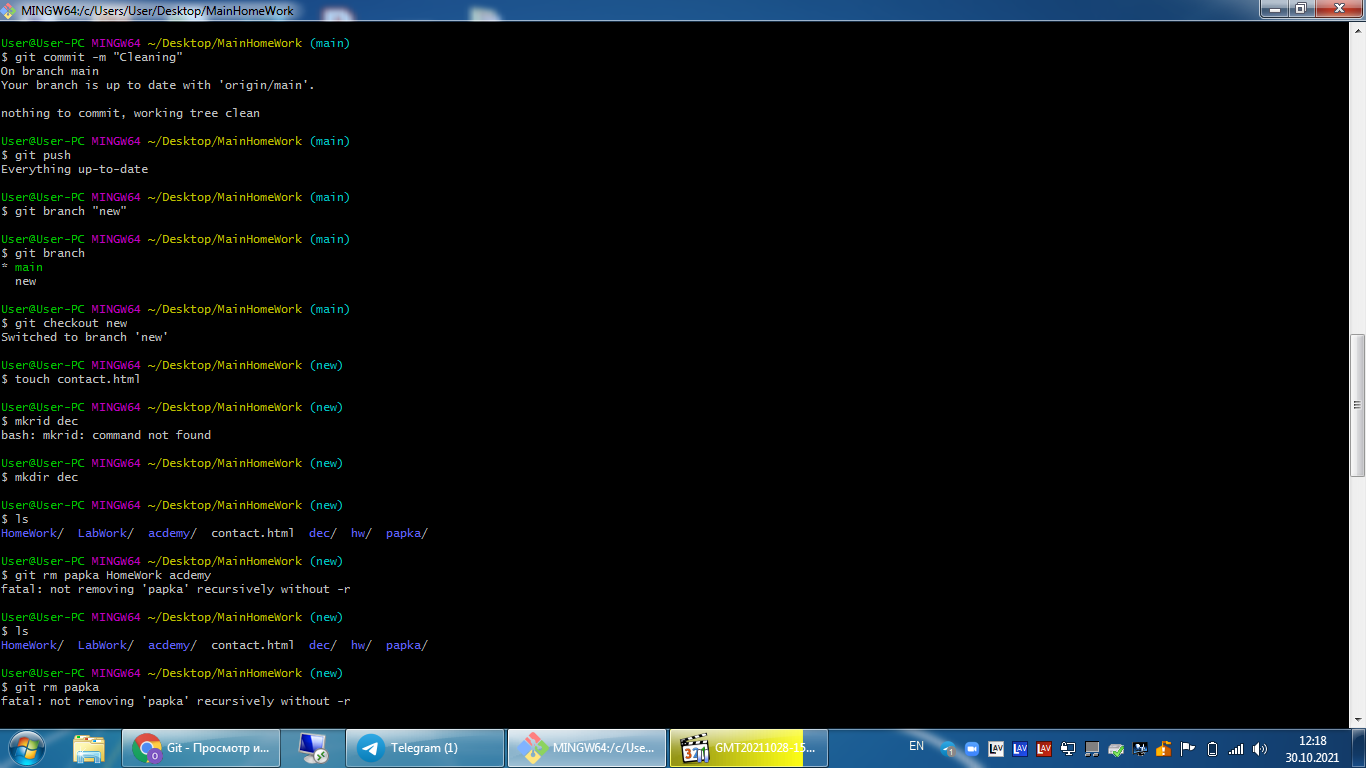 MINGW64:/c/Users/User/Desktop/MainHomeWork
User@User-PC MINGW64 ~/Desktop/MainHomeWork (main)
$ git commit -m "Cleaning"
On branch main
Your branch is up to date with 'origin/main'.
nothing to commit, working tree clean
User@User-PC MINGW64 ~/Desktop/MainHomeWork (main)
$ git push
Everything up-to-date
User@User-PC MINGW64 ~/Desktop/MainHomeWork (main)
$ git branch "new"
User@User-PC MINGW64 ~/Desktop/MainHomeWork (main)
$ git branch
* main
new
User@User-PC MINGW64 ~/Desktop/MainHomeWork (main)
$ git checkout new
Switched to branch 'new'
User@User-PC MINGW64 ~/Desktop/MainHomeWork (new)
$ touch contact.html
User@User-PC MINGW64 ~/Desktop/MainHomeWork (new)
$ mkrid dec
bash: mkrid: command not found
User@User-PC MINGW64 ~/Desktop/MainHomeWork (new)
$ mkdir dec
User@User-PC MINGW64 ~/Desktop/MainHomeWork (new)
$ ls
HomeWork/ LabWork/ acdemy/ contact.html dec/ hw/ papka/
User@User-PC MINGW64 ~/Desktop/MainHomeWork (new)
$ git rm papka HomeWork acdemy
fatal: not removing 'papka' recursively without -r
User@User-PC MINGW64 ~/Desktop/MainHomeWork (new)
$ ls
HomeWork/ LabWork/ acdemy/ contact.html dec/ hw/ papka/
User@User-PC MINGW64 ~/Desktop/MainHomeWork (new)
$ git rm papka
fatal: not removing 'papka' recursively without -r
Git - Просмотр и... Telegram (1) MINGW64:/c/Use... GMT20211028-15... EN LAV LAV LAV 12:18
30.10.2021